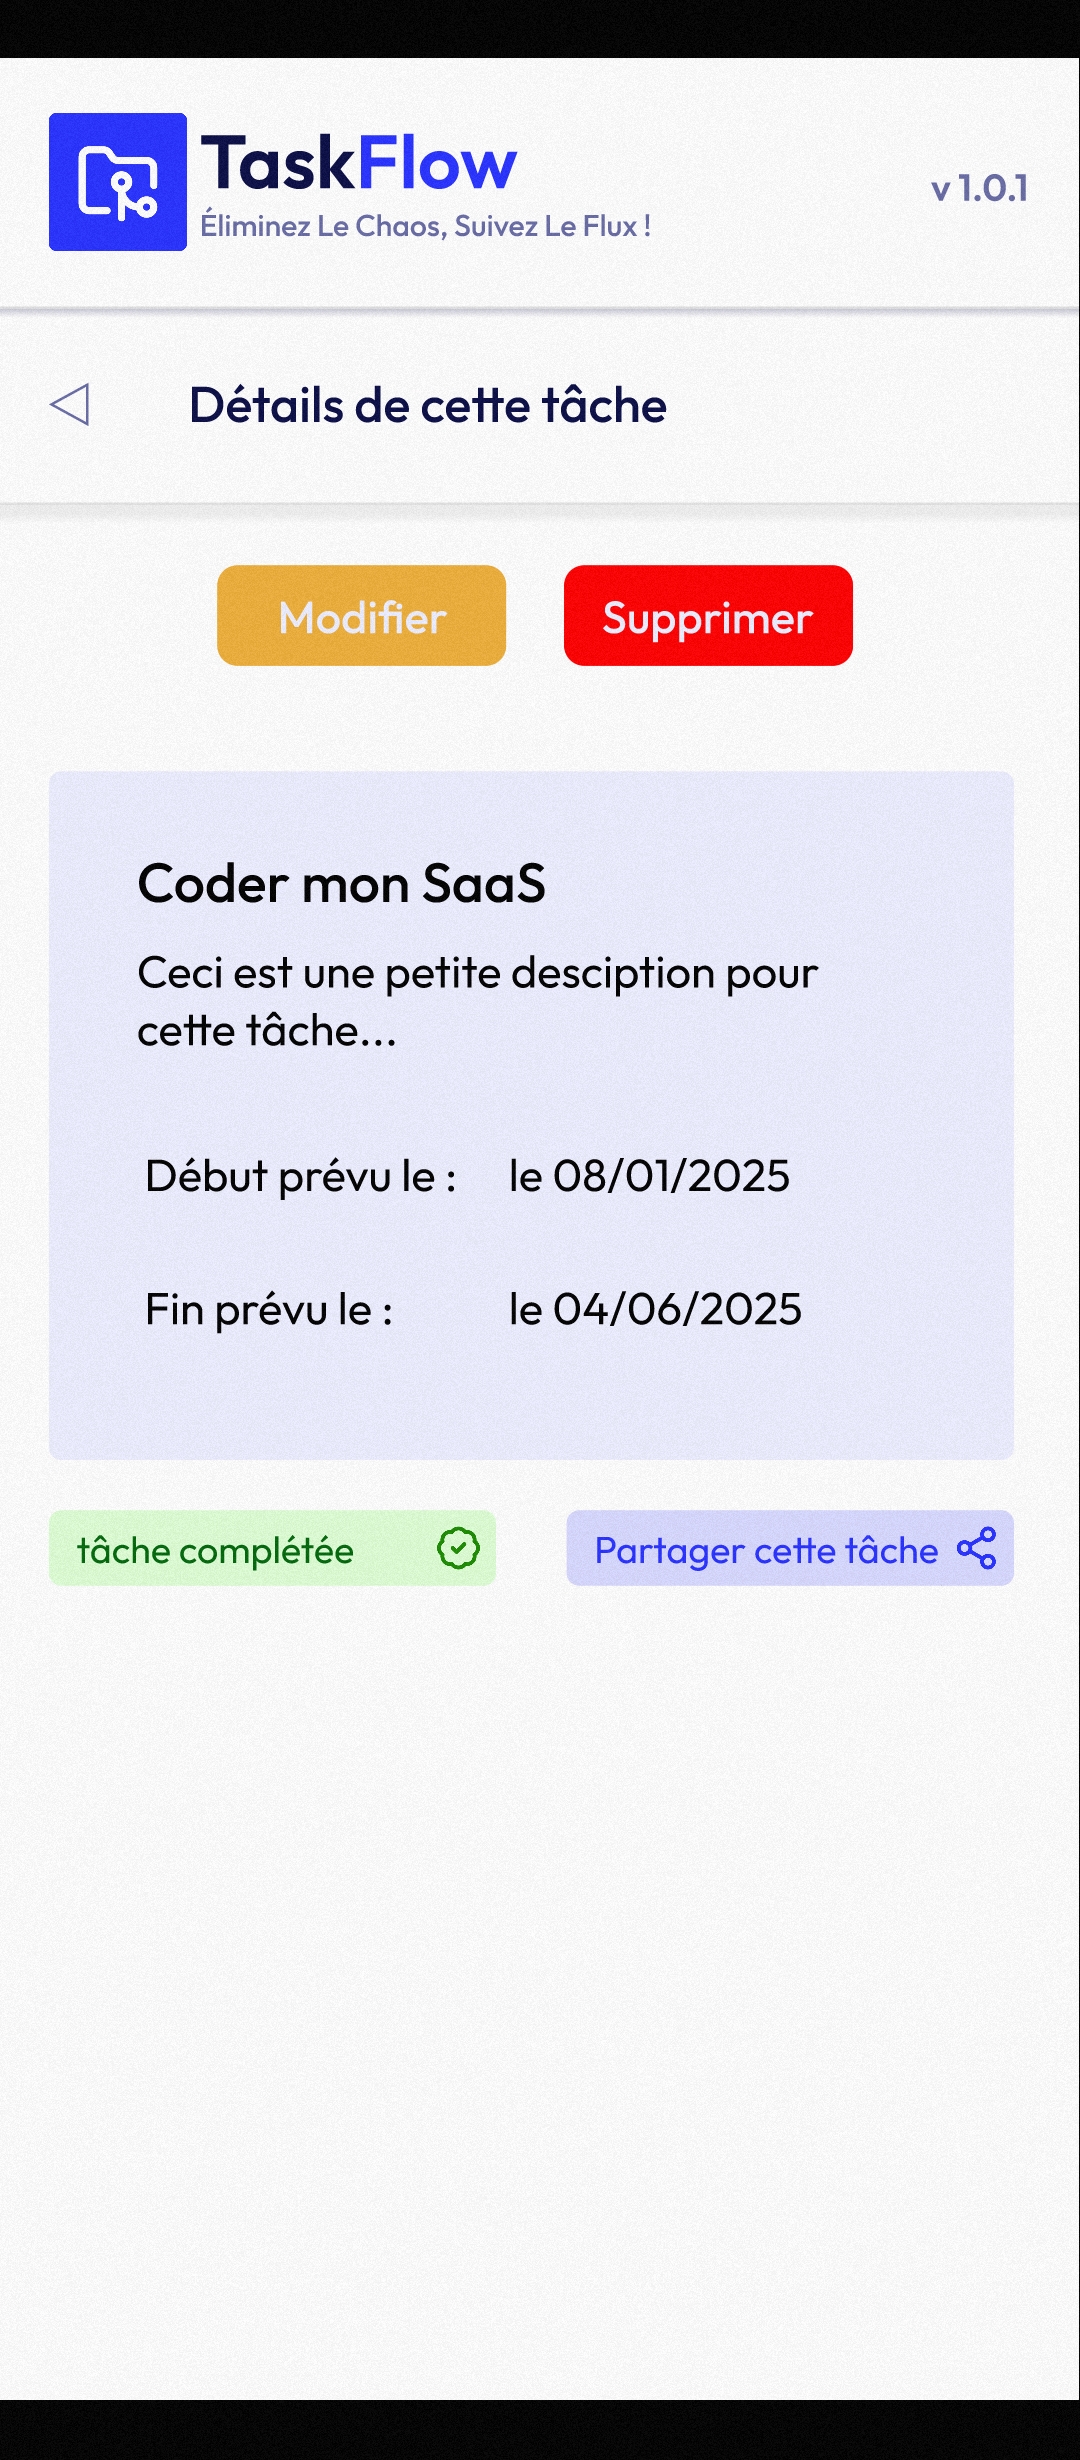 TaskFlow
Éliminez Le Chaos, Suivez Le Flux !
v 1.0.1
Détails de cette tâche
Modifier
Supprimer
Coder mon SaaS
Ceci est une petite desciption pour
cette tâche...
Début prévu le : le 08/01/2025
Fin prévu le : le 04/06/2025
tâche complétée
Partager cette tâche